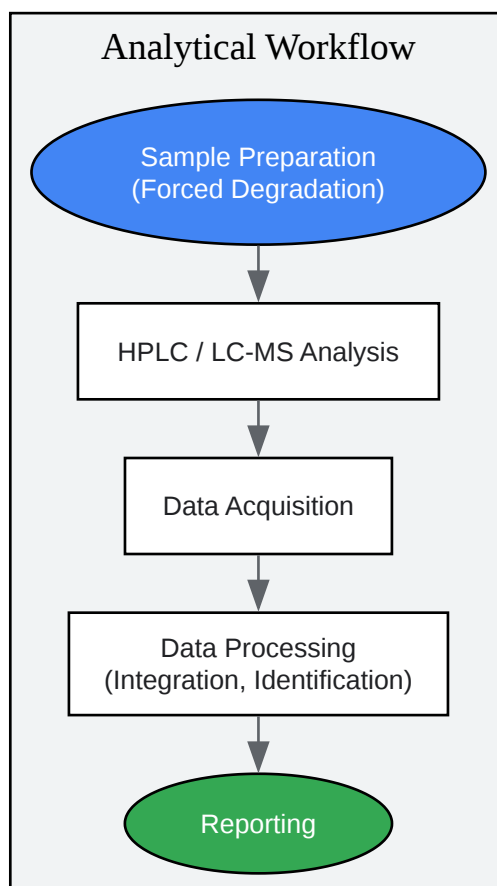 Analytical Workflow
Sample Preparation
(Forced Degradation)
HPLC / LC-MS Analysis
Data Acquisition
Data Processing
(Integration, Identification)
Reporting